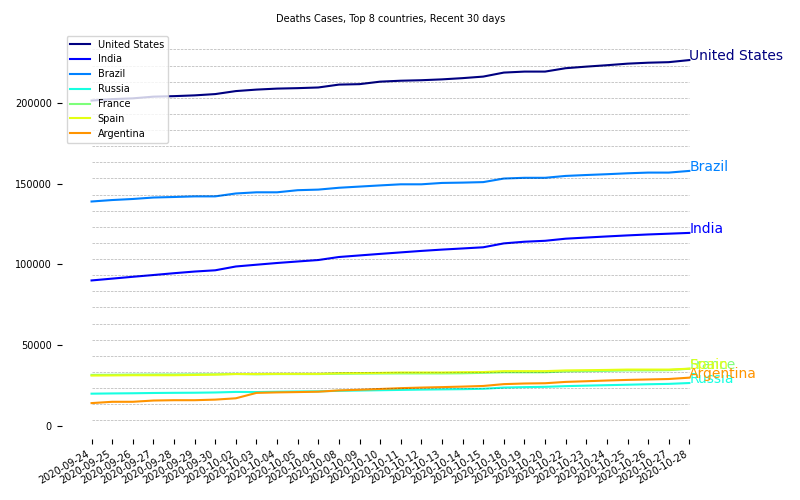 Deaths Cases, Top 8 countries, Recent 30 days
United States
India
Brazil
Russia
France
Spain
Argentina
200000
150000
100000
50000
0
United States
Brazil
India
France
Argentina
Russia
2020-09-24
2020-09-25
2020-09-26
2020-09-27
2020-09-28
2020-09-29
2020-09-30
2020-10-02
2020-10-03
2020-10-04
2020-10-05
2020-10-06
2020-10-08
2020-10-09
2020-10-10
2020-10-11
2020-10-12
2020-10-13
2020-10-14
2020-10-15
2020-10-18
2020-10-19
2020-10-20
2020-10-22
2020-10-23
2020-10-24
2020-10-25
2020-10-26
2020-10-27
2020-10-28